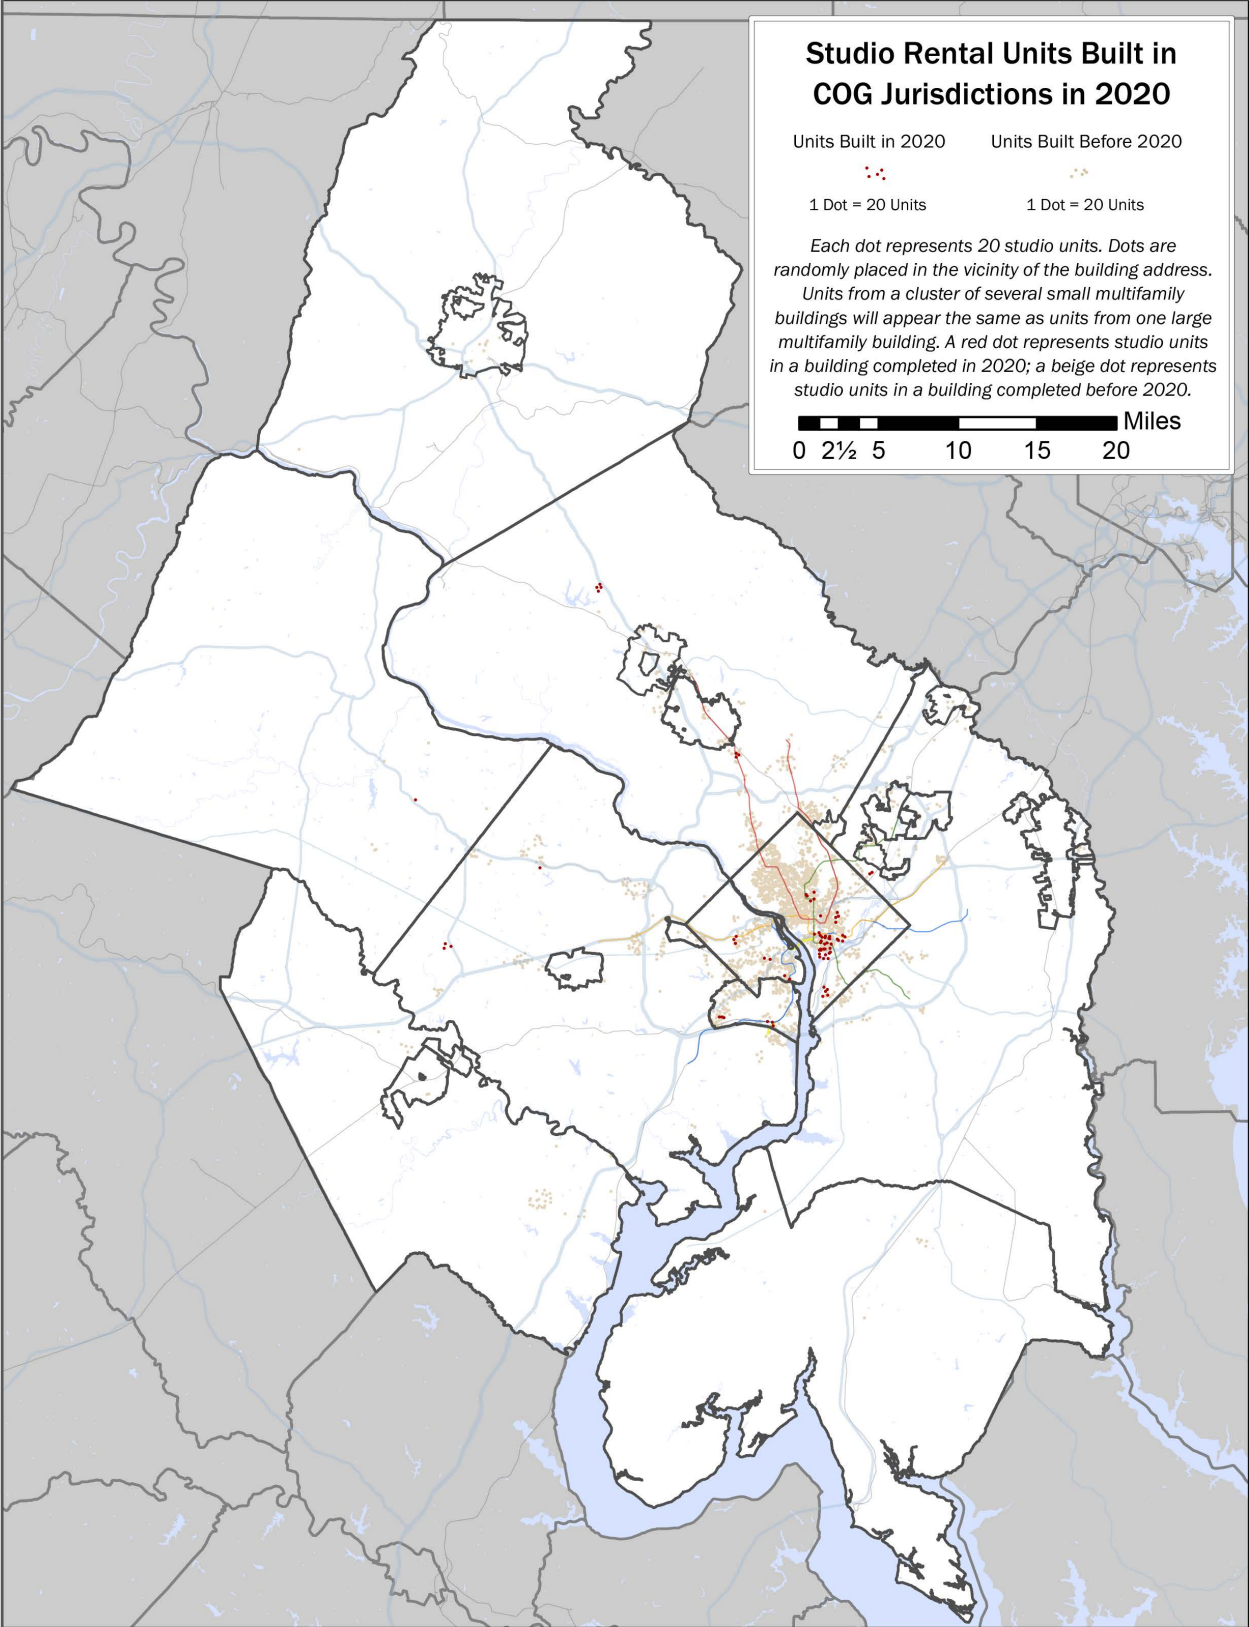 Studio Rental Units Built in
COG Jurisdictions in 2020
Units Built in 2020
Units Built Before 2020
1 Dot = 20 Units
1 Dot = 20 Units
Each dot represents 20 studio units. Dots are
randomly placed in the vicinity of the building address.
Units from a cluster of several small multifamily
buildings will appear the same as units from one large
multifamily building. A red dot represents studio units
in a building completed in 2020; a beige dot represents
studio units in a building completed before 2020.
Miles
0 2½ 5 10 15 20